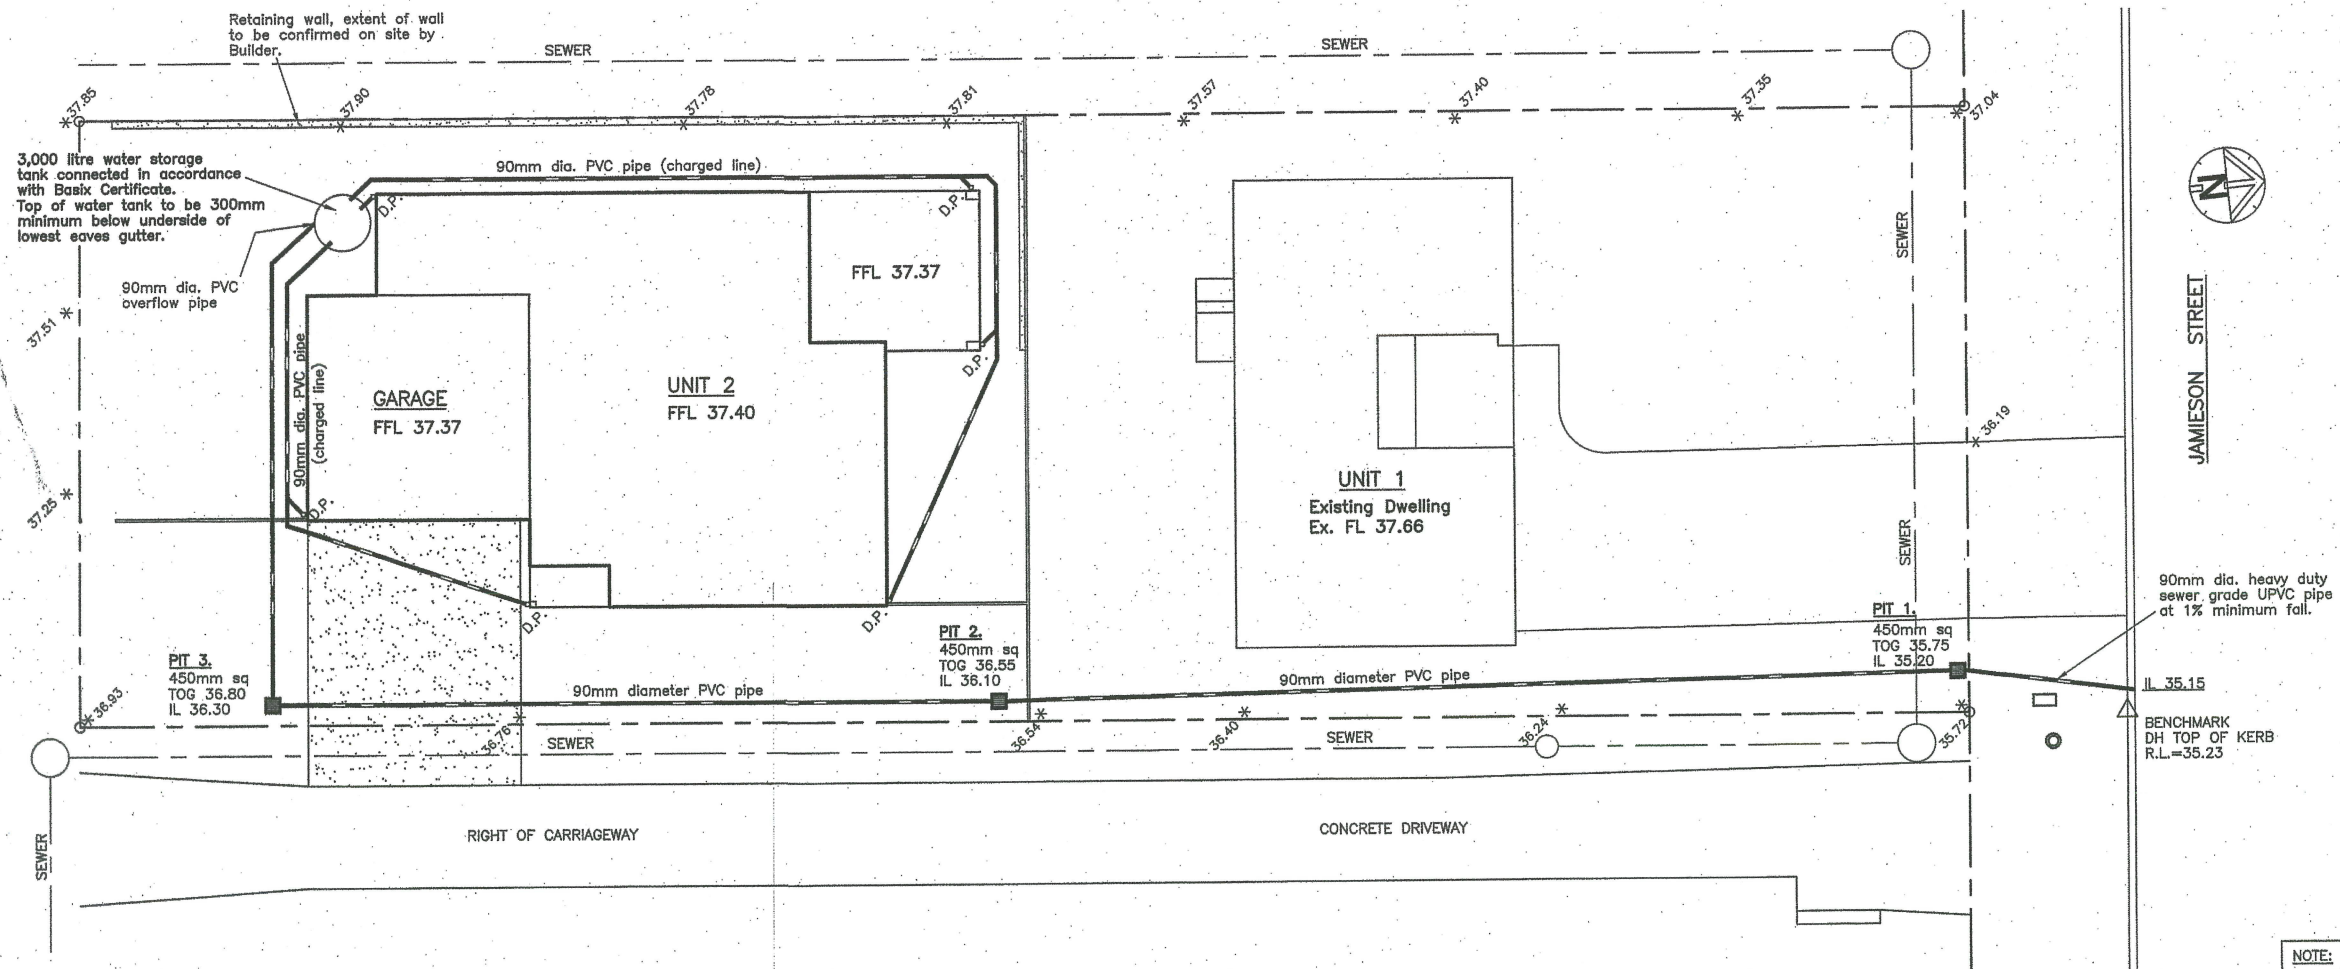 Retaining wall, extent of wall
to be confirmed on site by
Builder.
SEWER
SEWER
37.85
37.90
37.78
37.81
37.57
37.40
37.35
37.04
3,000 litre water storage
tank connected in accordance
with Basix Certificate.
Top of water tank to be 300mm
minimum below underside of
lowest eaves gutter.
90mm dia. PVC pipe (charged line)
D.P.
D.P.
N
SEWER
FFL 37.37
90mm dia. PVC
overflow pipe
37.51
90mm dia. PVC pipe
(charged line)
D.P.
JAMIESON STREET
GARAGE
FFL 37.37
UNIT 2
FFL 37.40
36.19
37.25
D.P.
UNIT 1
Existing Dwelling
Ex. FL 37.66
SEWER
90mm dia. heavy duty
sewer grade UPVC pipe
at 1% minimum fall.
D.P.
D.P.
PIT 1.
450mm sq
TOG 35.75
IL 35.20
PIT 2.
450mm sq
TOG 36.55
IL 36.10
PIT 3.
450mm sq
TOG 36.80
IL 36.30
90mm diameter PVC pipe
90mm diameter PVC pipe
IL 35.15
36.93
36.76
SEWER
36.54
36.40
SEWER
36.24
35.72
BENCHMARK
DH TOP OF KERB
R.L.=35.23
SEWER
RIGHT OF CARRIAGEWAY
CONCRETE DRIVEWAY
NOTE: